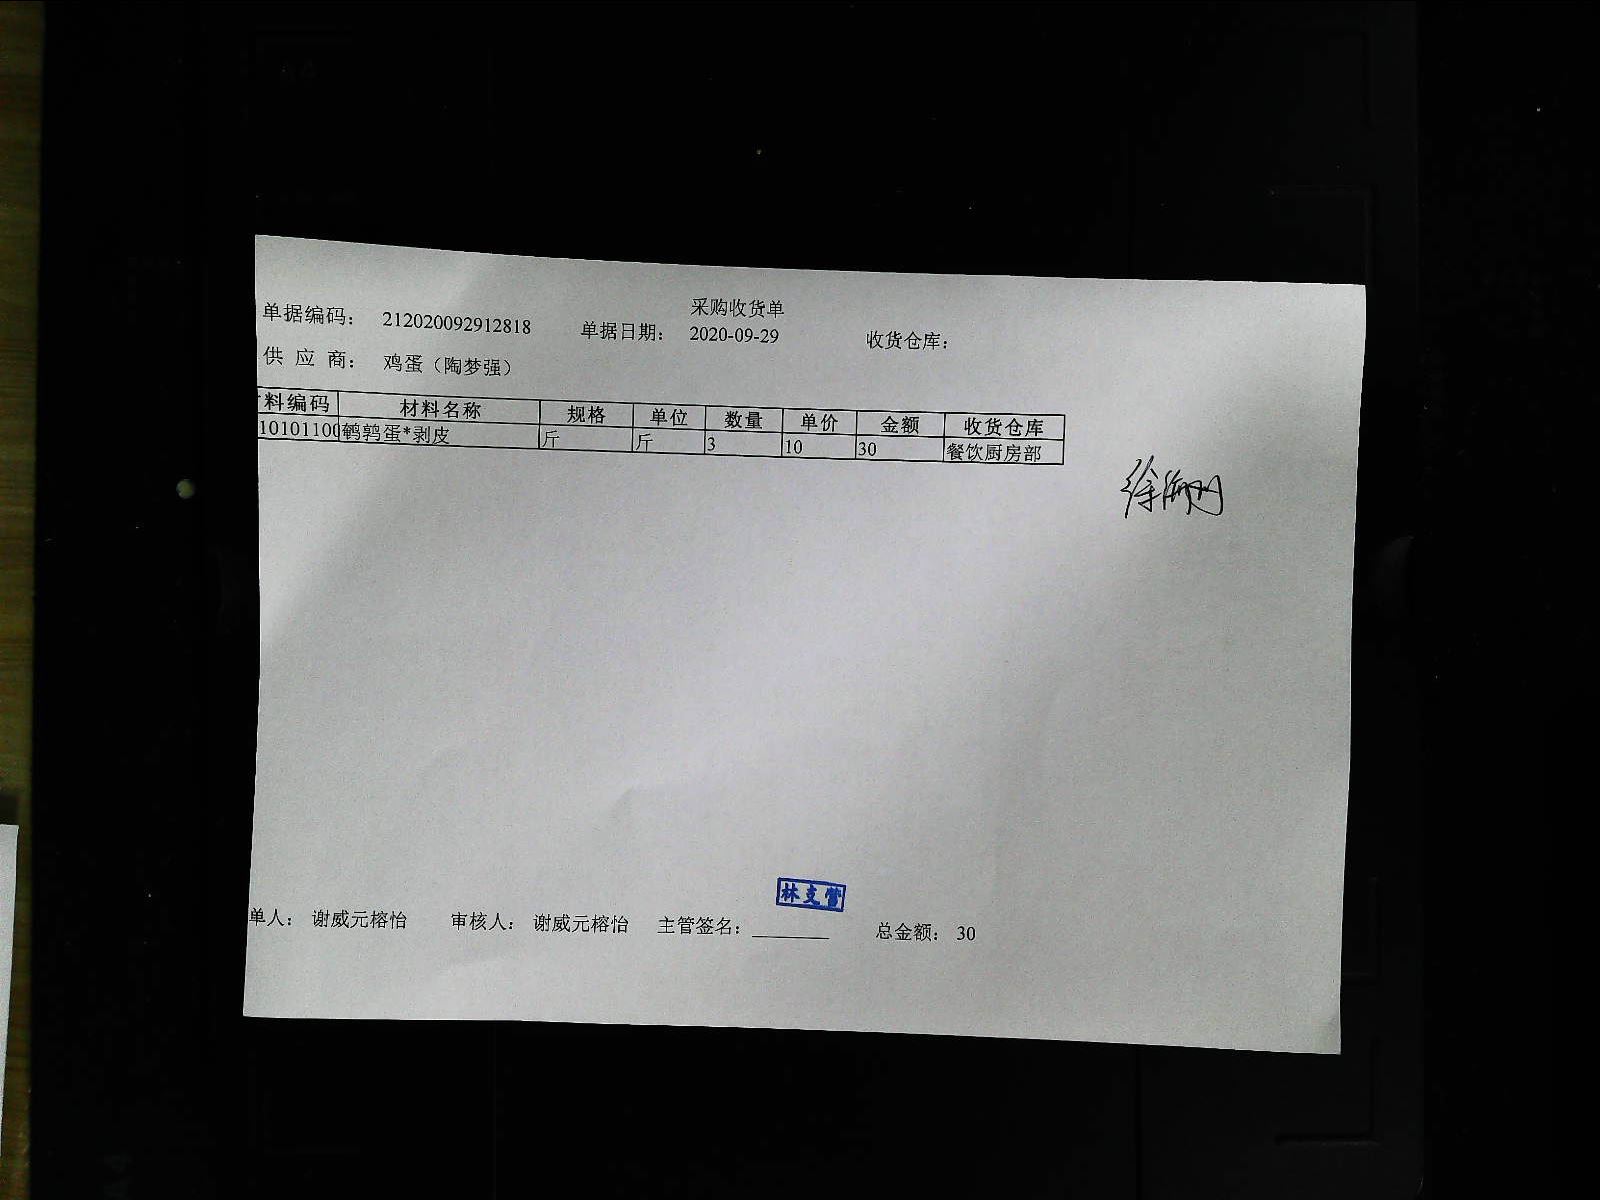 采购收货单
单据编码： 212020092912818 单据日期： 2020-09-29 收货仓库：
供 应 商： 鸡蛋（陶梦强）
料编码 材料名称 规格 单位 数量 单价 金额 收货仓库
10101100 鹌鹑蛋*剥皮 斤 斤 3 10 30 餐饮厨房部
林支管
单人： 谢威元榕怡 审核人： 谢威元榕怡 主管签名： 总金额： 30